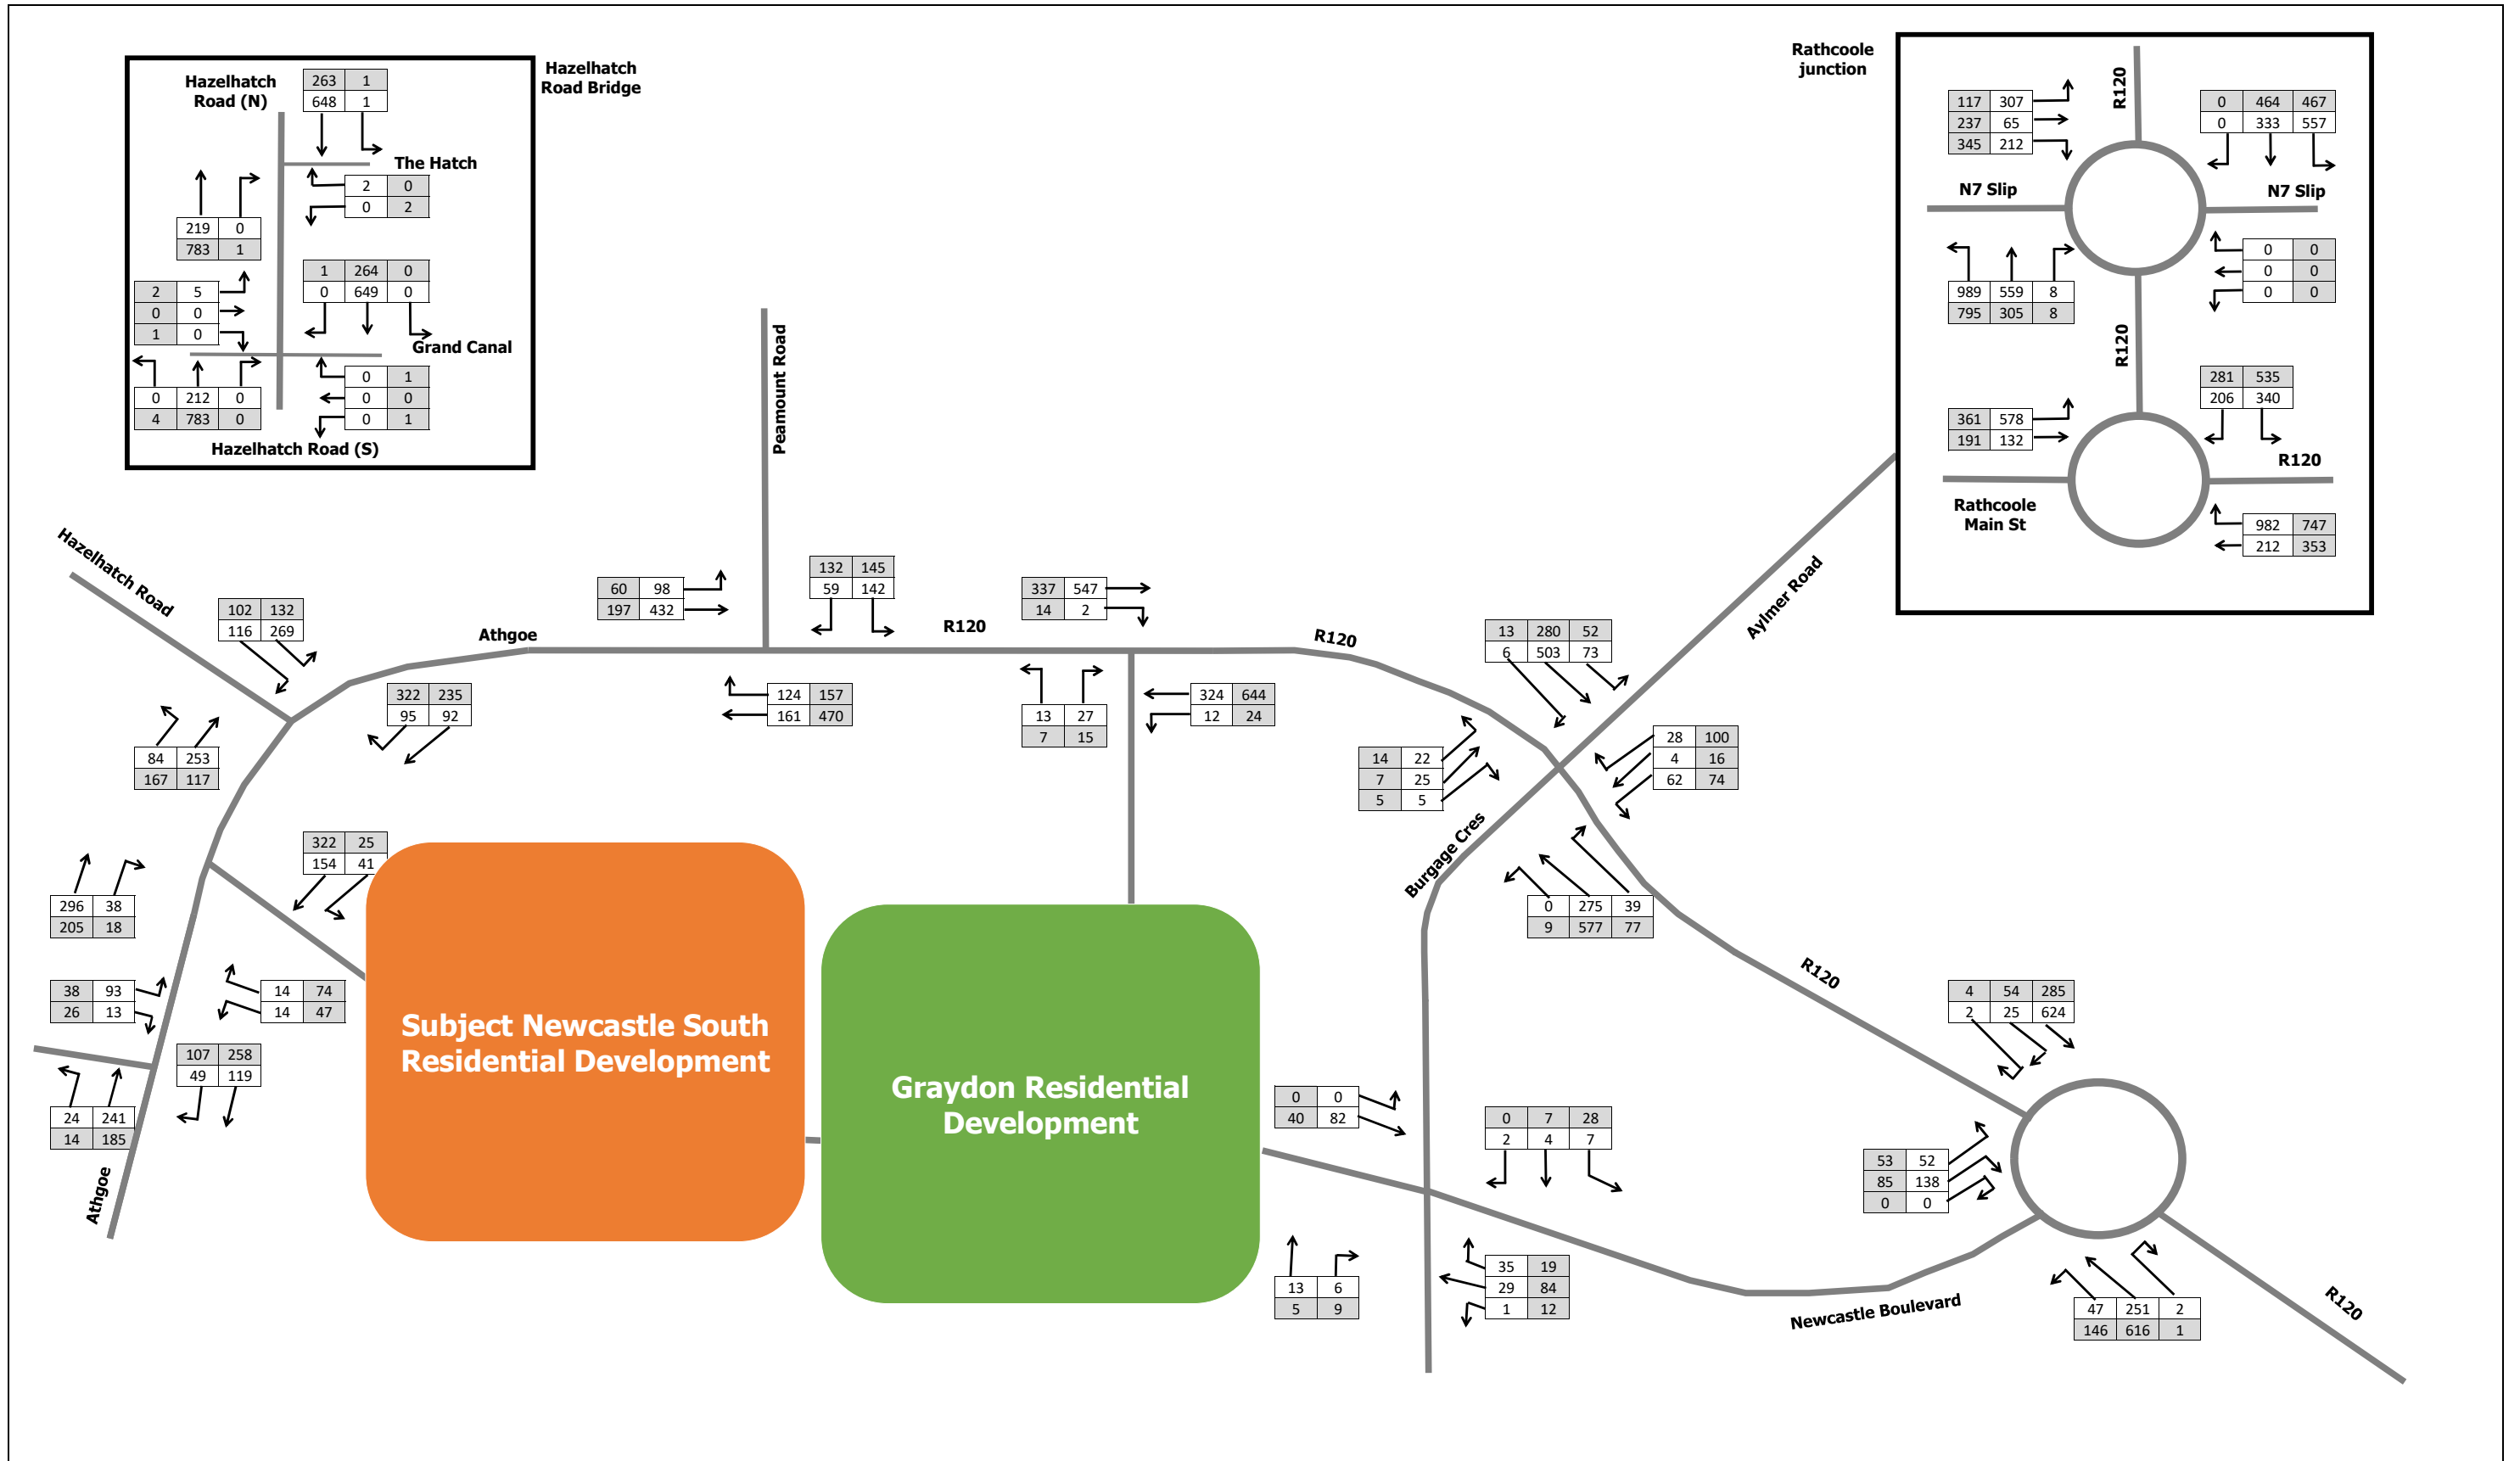 Hazelhatch
Road Bridge
Hazelhatch
Road (N)
263 1
648 1
The Hatch
2 0
0 2
219 0
783 1
1 264 0
0 649 0
2 5
0 0
1 0
Grand Canal
0 1
0 0
0 1
0 212 0
4 783 0
Hazelhatch Road (S)
Rathcoole
junction
R120
117 307
237 65
345 212
0 464 467
0 333 557
N7 Slip
N7 Slip
0 0
0 0
0 0
989 559 8
795 305 8
R120
281 535
206 340
361 578
191 132
R120
Rathcoole
Main St
982 747
212 353
Peamount Road
Hazelhatch Road
102 132
116 269
Athgoe
60 98
197 432
132 145
59 142
R120
337 547
14 2
R120
13 280 52
6 503 73
Aylmer Road
322 235
95 92
124 157
161 470
13 27
7 15
324 644
12 24
84 253
167 117
14 22
7 25
5 5
28 100
4 16
62 74
Burgage Cres
322 25
154 41
296 38
205 18
0 275 39
9 577 77
R120
38 93
26 13
14 74
14 47
107 258
49 119
24 241
14 185
Athgoe
Subject Newcastle South
Residential Development
Graydon Residential
Development
4 54 285
2 25 624
0 0
40 82
0 7 28
2 4 7
53 52
85 138
0 0
13 6
5 9
35 19
29 84
1 12
Newcastle Boulevard
47 251 2
146 616 1
R120